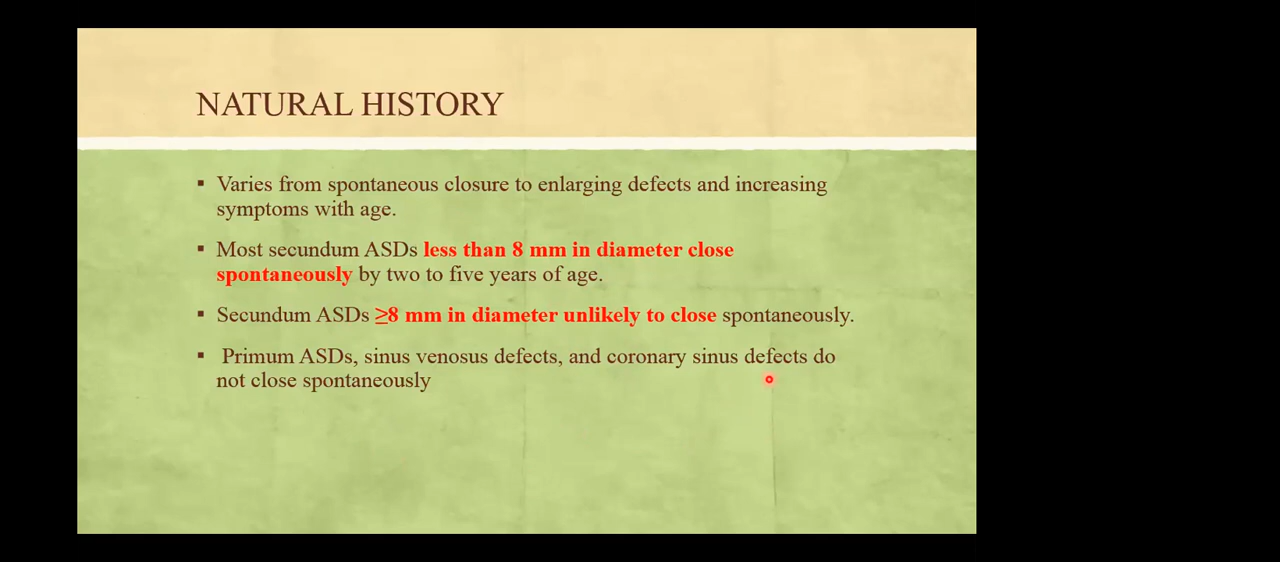 NATURAL HISTORY
▪ Varies from spontaneous closure to enlarging defects and increasing
symptoms with age.
▪ Most secundum ASDs less than 8 mm in diameter close
spontaneously by two to five years of age.
▪ Secundum ASDs ≥8 mm in diameter unlikely to close spontaneously.
▪ Primum ASDs, sinus venosus defects, and coronary sinus defects do
not close spontaneously